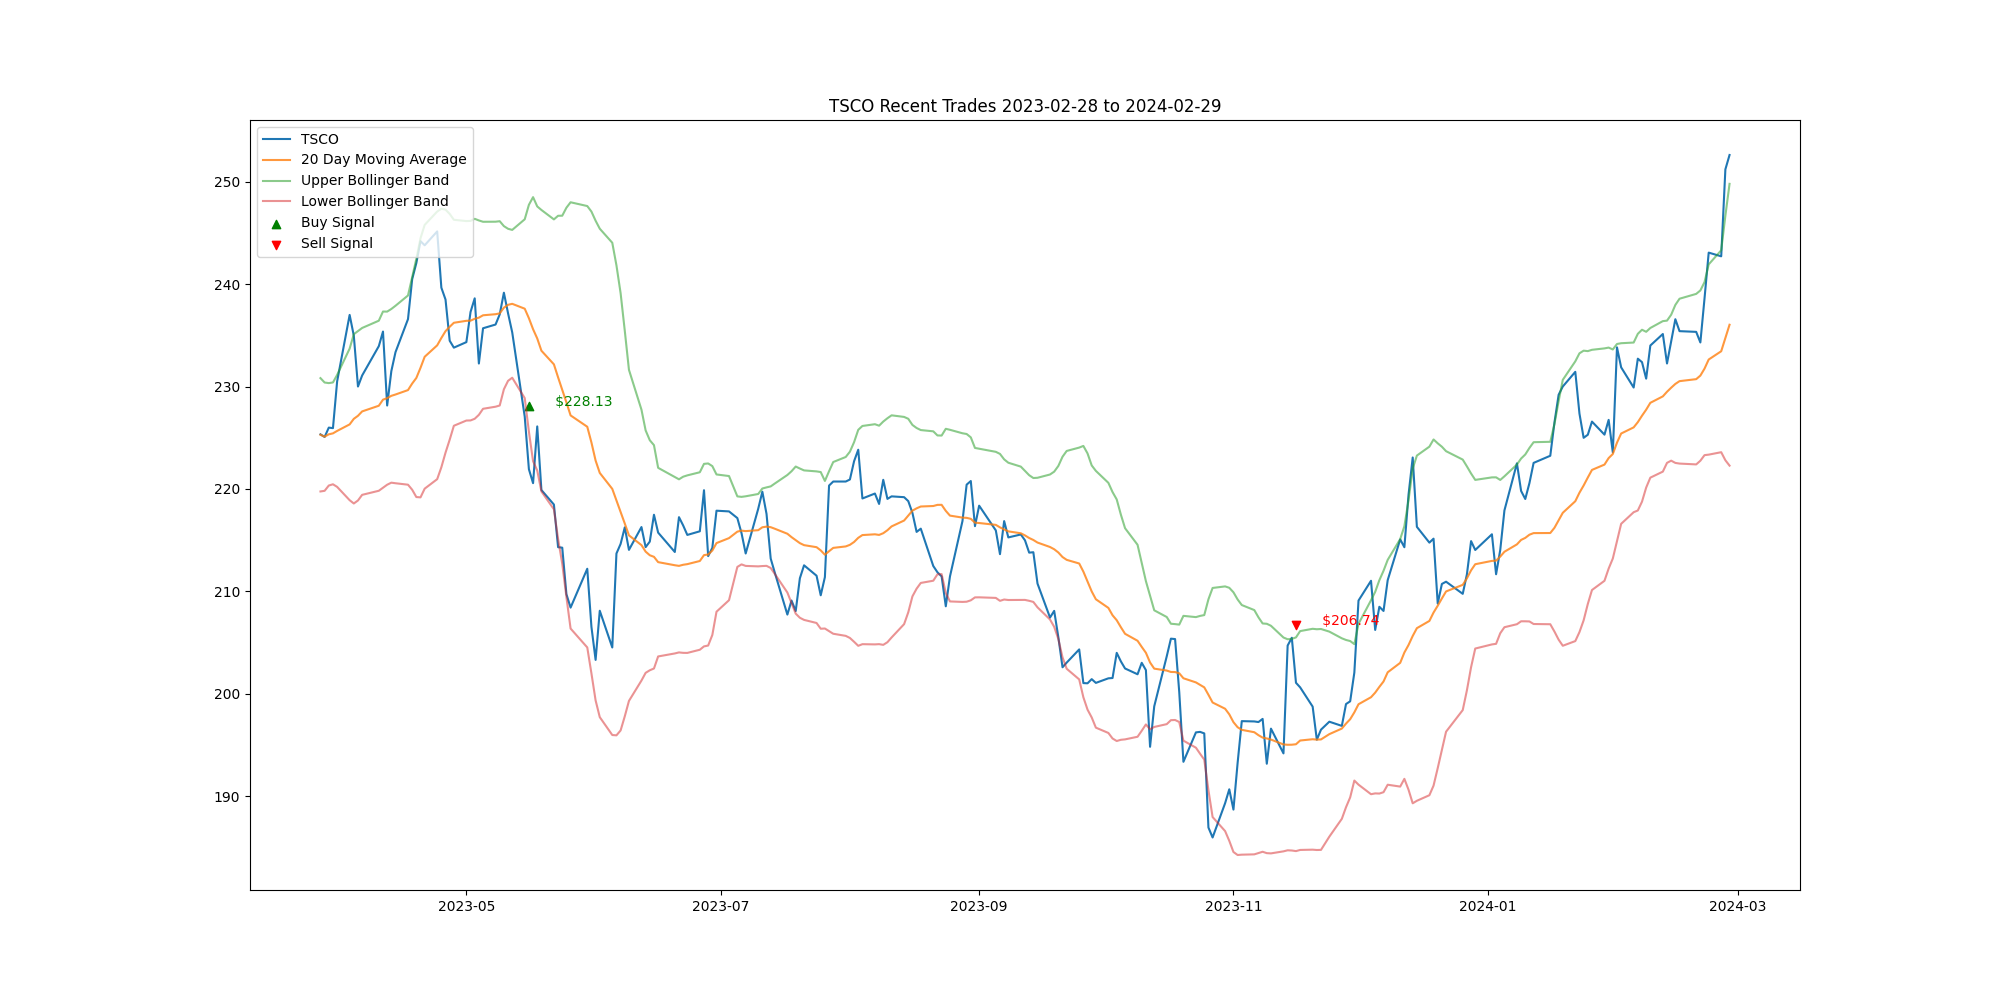 TSCO Recent Trades 2023-02-28 to 2024-02-29
TSCO
20 Day Moving Average
Upper Bollinger Band
Lower Bollinger Band
Buy Signal
Sell Signal
250
240
230
220
210
200
190
$228.13
$206.74
2023-05
2023-07
2023-09
2023-11
2024-01
2024-03